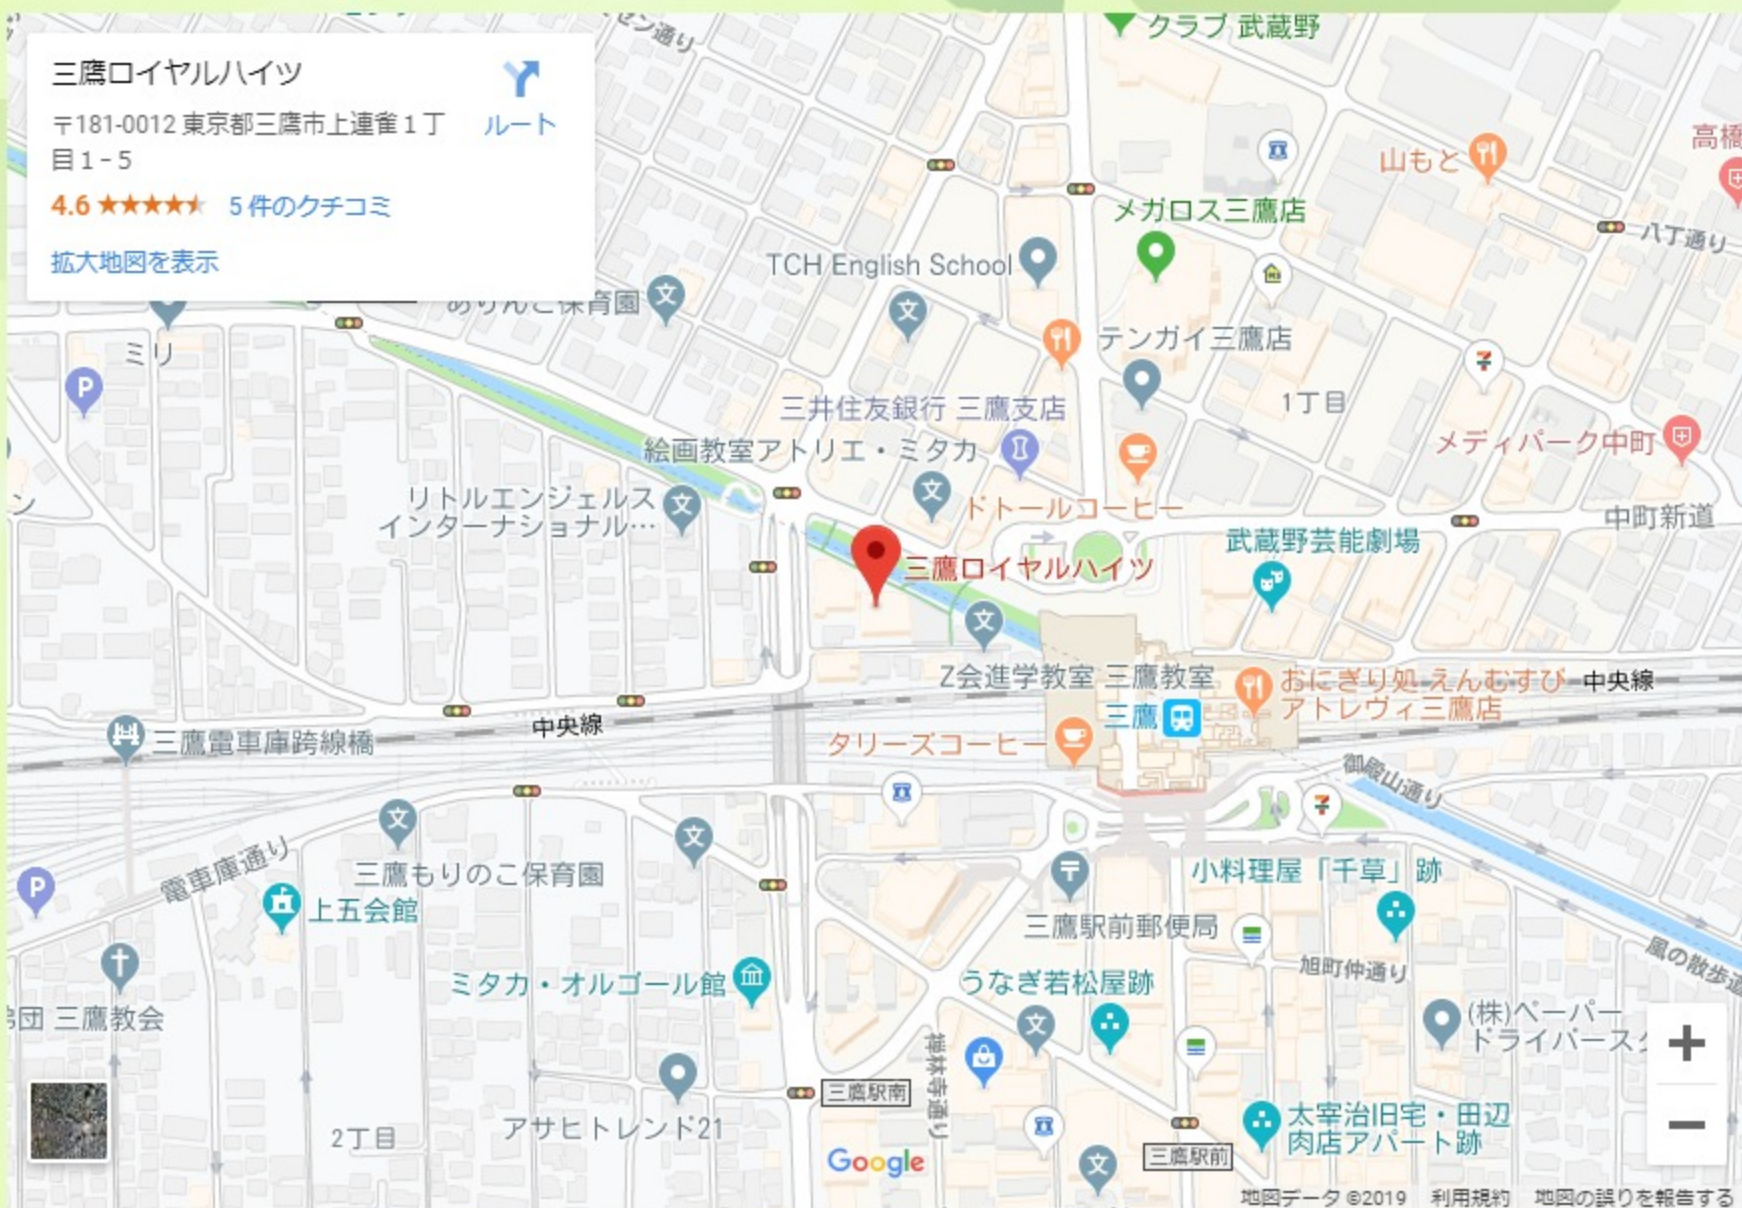 三鷹ロイヤルハイツ
〒181-0012 東京都三鷹市上連雀１丁
目１−５
ルート
4.6
5 件のクチコミ
拡大地図を表示
クラブ 武蔵野
山もと
高橋
メガロス三鷹店
八丁通り
TCH English School
ありんこ保育園
ミリ
テンガイ三鷹店
1丁目
三井住友銀行 三鷹支店
メディパーク中町
絵画教室アトリエ・ミタカ
リトルエンジェルス
インターナショナル…
ドトールコーヒー
中町新道
武蔵野芸能劇場
三鷹ロイヤルハイツ
Z会進学教室 三鷹教室
おにぎり処 えんむすび
アトレヴィ三鷹店
中央線
三鷹
中央線
三鷹電車庫跨線橋
タリーズコーヒー
御殿山通り
電車庫通り
三鷹もりのこ保育園
小料理屋「千草」跡
上五会館
三鷹駅前郵便局
旭町仲通り
風の散歩道
ミタカ・オルゴール館
うなぎ若松屋跡
団 三鷹教会
(株)ペーパー
ドライバースク
禅林寺通り
三鷹駅南
2丁目
アサヒトレンド21
太宰治旧宅・田辺
肉店アパート跡
三鷹駅前
Google
地図データ ©2019 利用規約 地図の誤りを報告する